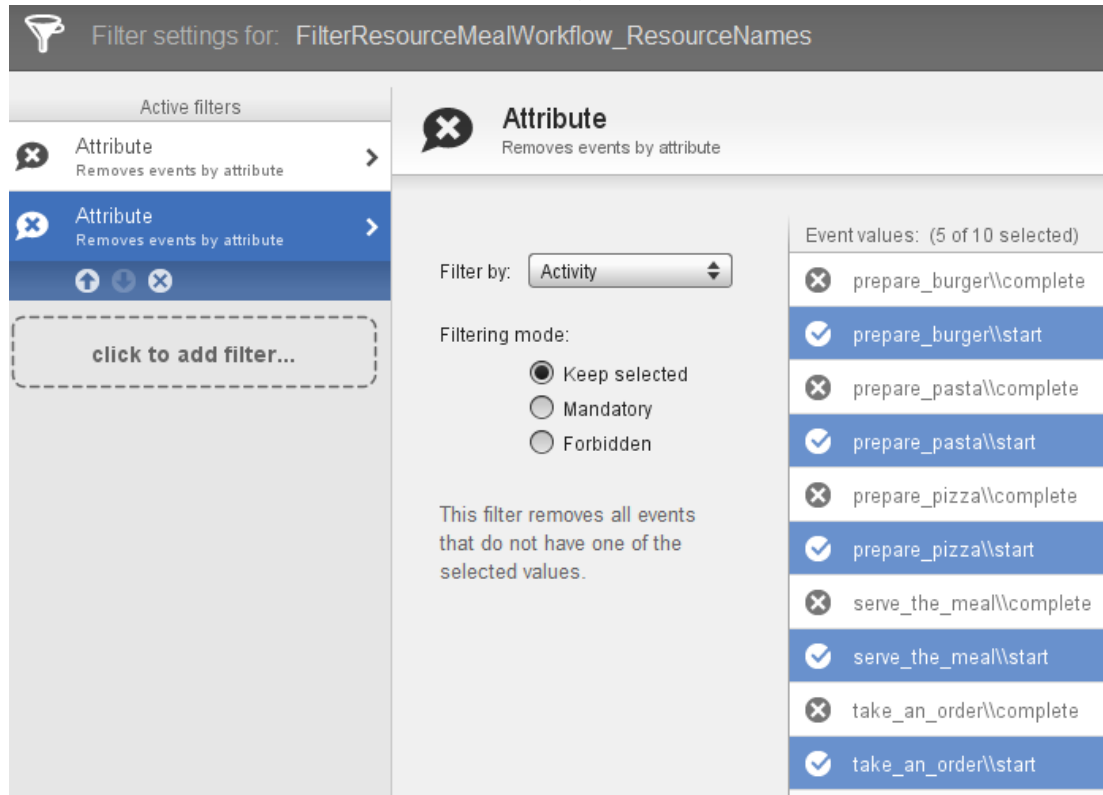 Filter settings for: FilterResourceMealWorkflow_ResourceNames
Active filters
Attribute
Removes events by attribute
Attribute
Removes events by attribute
click to add filter...
Attribute
Removes events by attribute
Filter by: Activity
Filtering mode:
Keep selected
Mandatory
Forbidden
This filter removes all events
that do not have one of the
selected values.
Event values: (5 of 10 selected)
prepare_burger\\complete
prepare_burger\\start
prepare_pasta\\complete
prepare_pasta\\start
prepare_pizza\\complete
prepare_pizza\\start
serve_the_meal\\complete
serve_the_meal\\start
take_an_order\\complete
take_an_order\\start